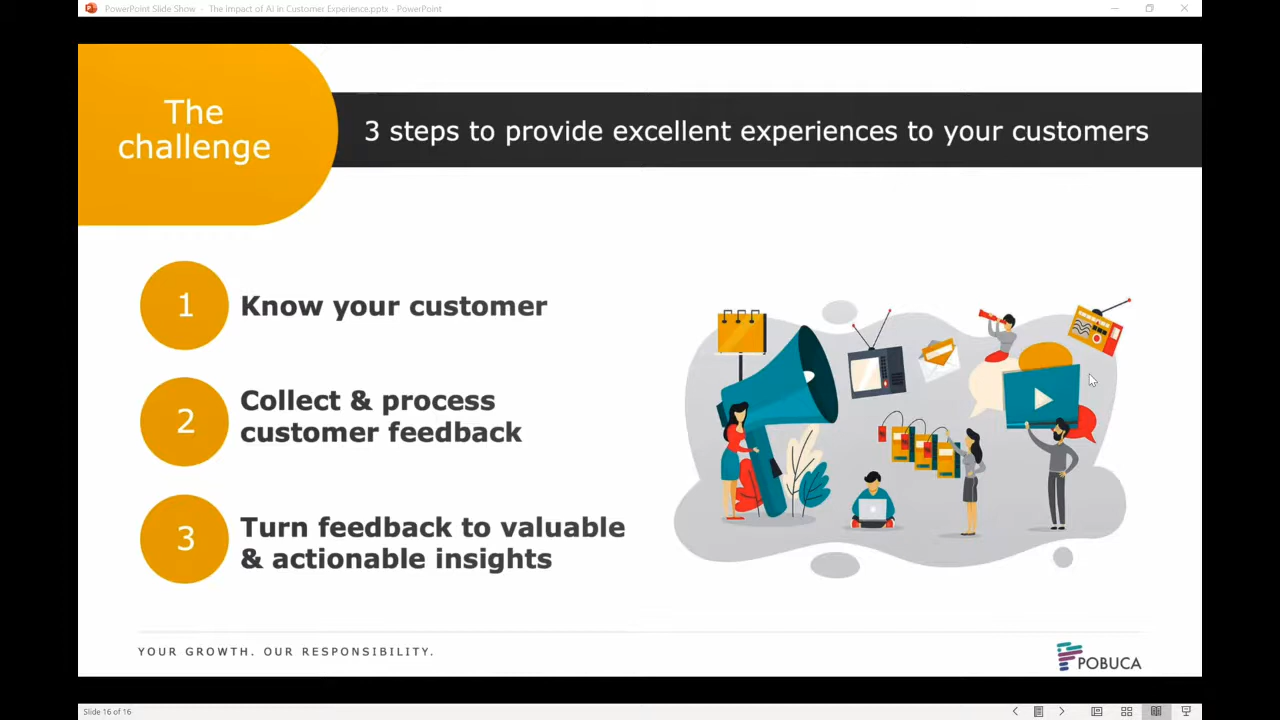 PowerPoint Slide Show - The Impact of AI in Customer Experience.pptx - PowerPoint
The
challenge
3 steps to provide excellent experiences to your customers
1
Know your customer
2
Collect & process
customer feedback
3
Turn feedback to valuable
& actionable insights
YOUR GROWTH. OUR RESPONSIBILITY.
POBUCA
Slide 16 of 16